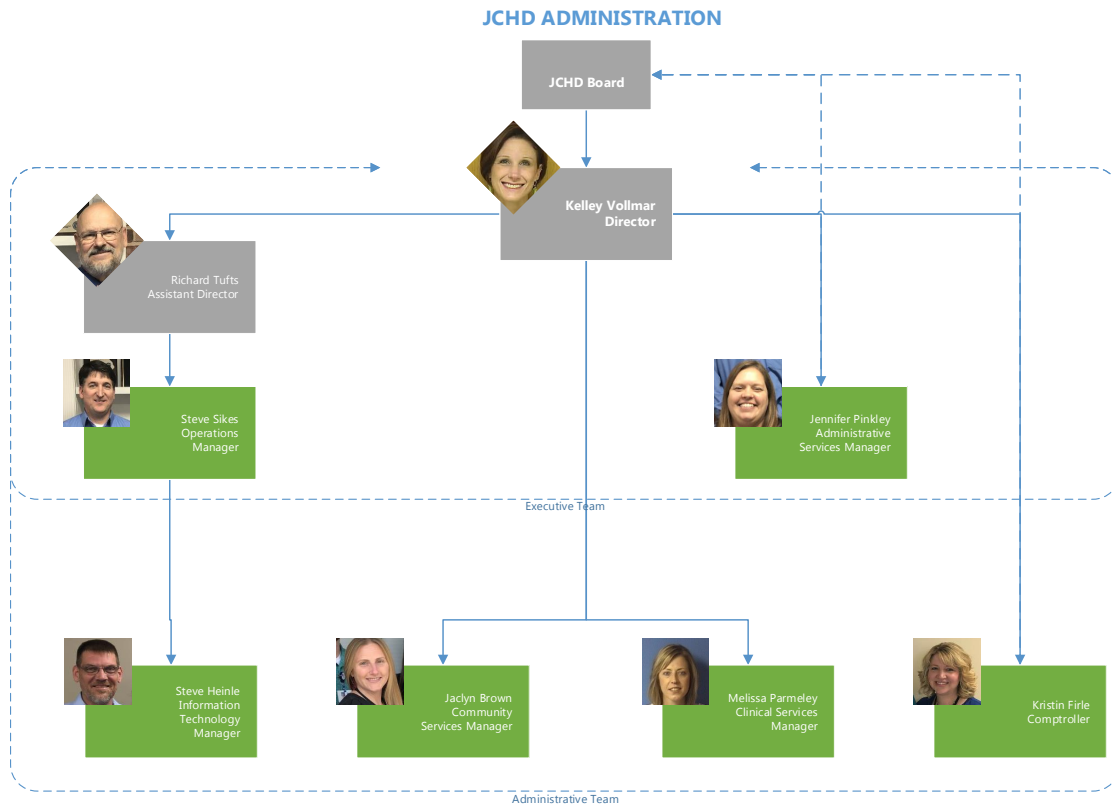 JCHD ADMINISTRATION
JCHD Board
Kelley Vollmar
Director
Richard Tufts
Assistant Director
Steve Sikes
Operations
Manager
Jennifer Pinkley
Administrative
Services Manager
Executive Team
Steve Heinle
Information
Technology
Manager
Jaclyn Brown
Community
Services Manager
Melissa Parmeley
Clinical Services
Manager
Kristin Firle
Comptroller
Administrative Team